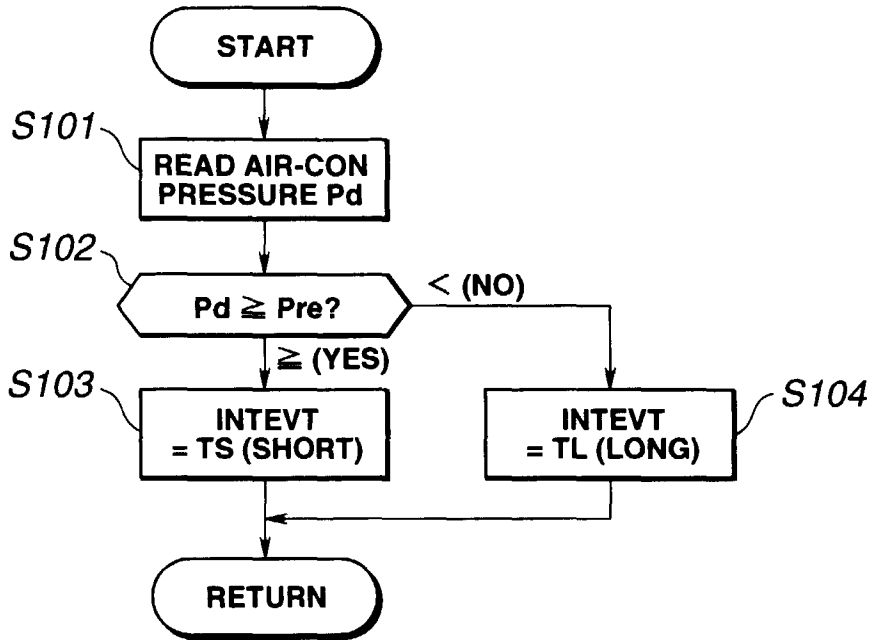 START
S101
READ AIR-CON
PRESSURE Pd
S102
Pd ≧ Pre?
< (NO)
≧ (YES)
S103
INTEVT
= TS (SHORT)
INTEVT
= TL (LONG)
S104
RETURN